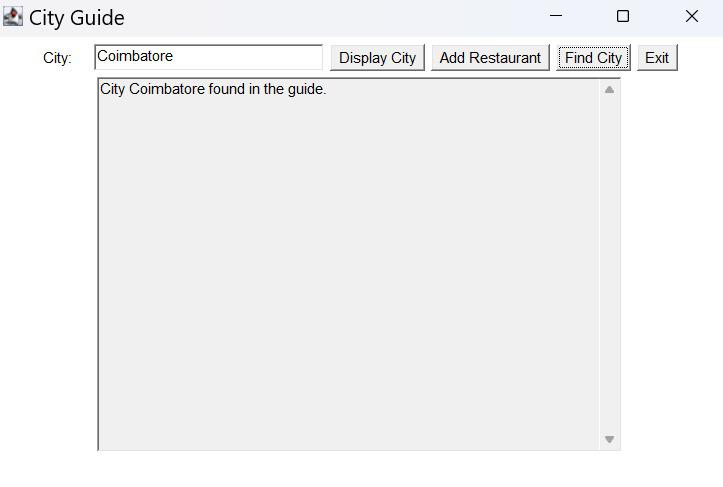 City Guide
City: Coimbatore Display City Add Restaurant Find City Exit
City Coimbatore found in the guide.